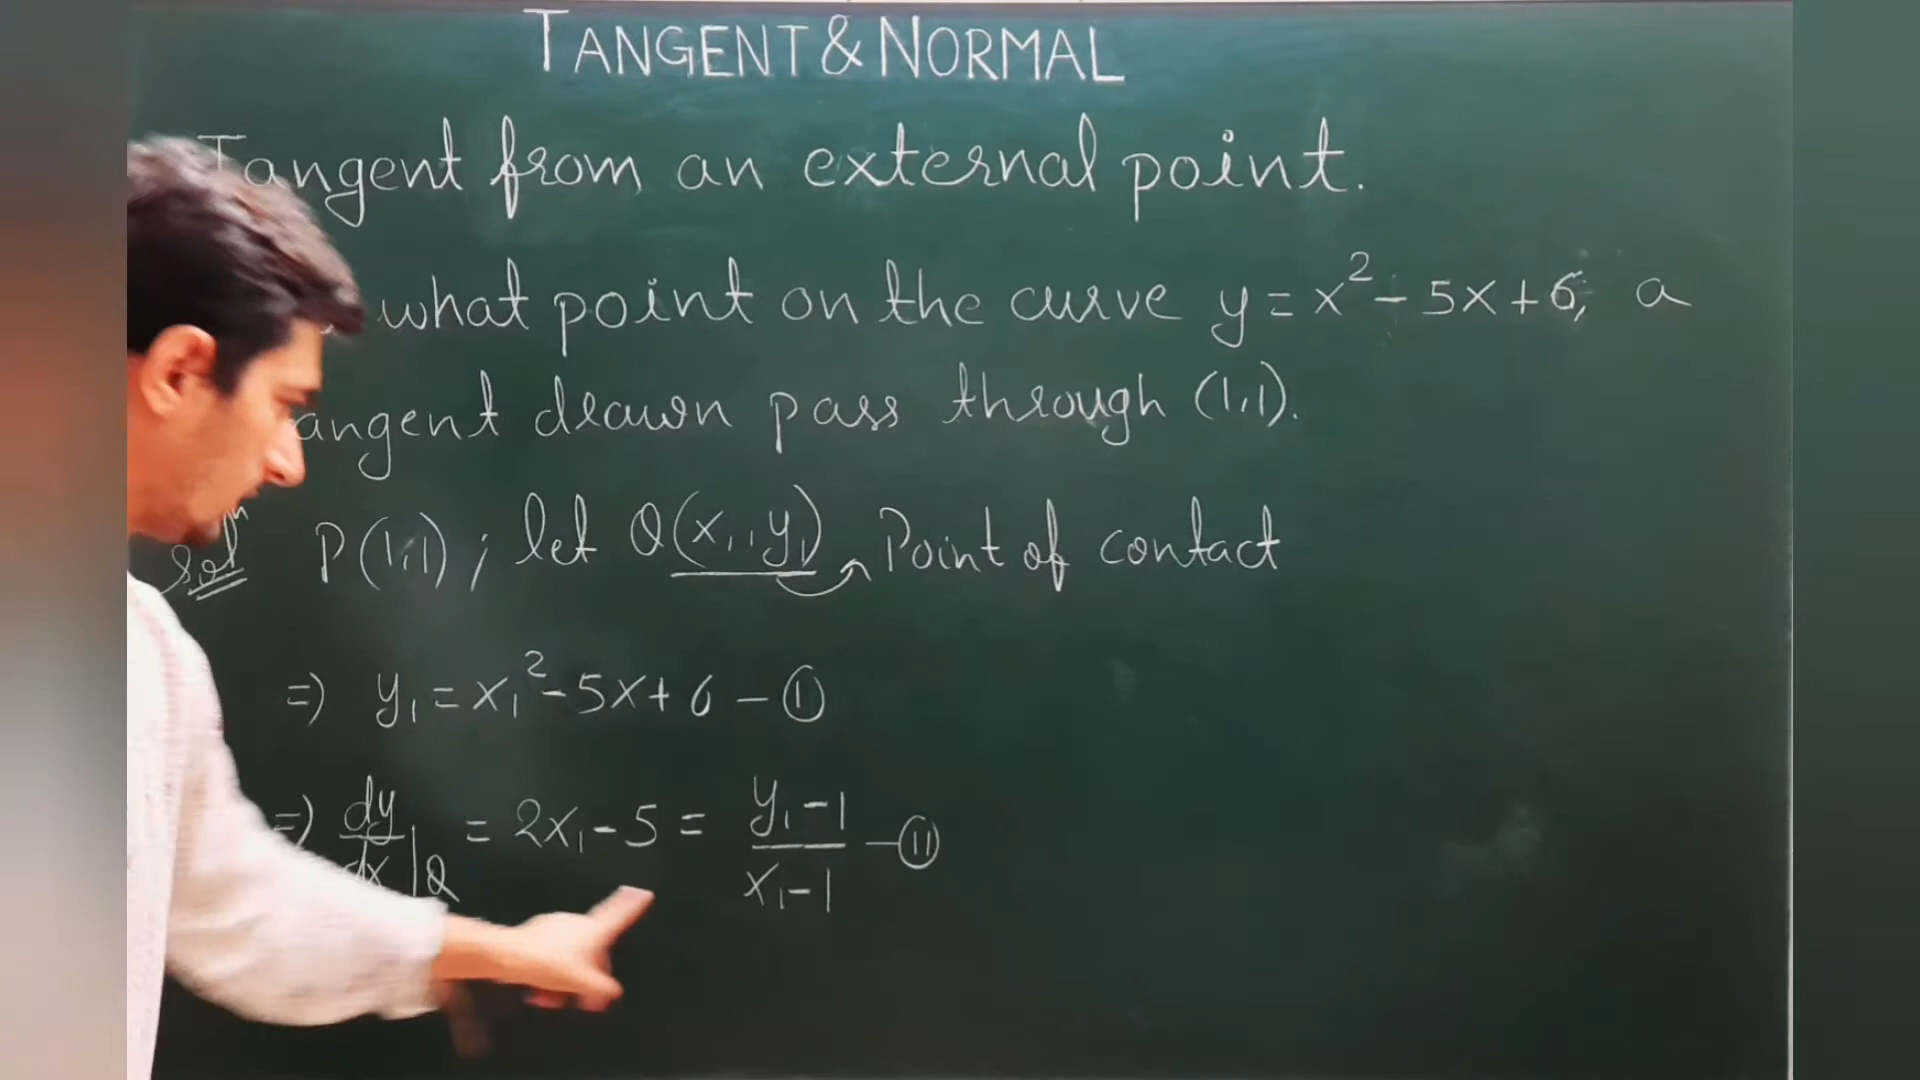 TANGENT & NORMAL
Tangent from an external point.
what point on the curve y = x² - 5x + 6, a
angent drawn pass through (1,1).
solⁿ P(1,1) ; let Q(x₁, y₁) Point of contact
=) y₁ = x₁² - 5x + 6 - ①
=) dy/dx|Q = 2x₁ - 5 = y₁ - 1 / x₁ - 1 - ⑪